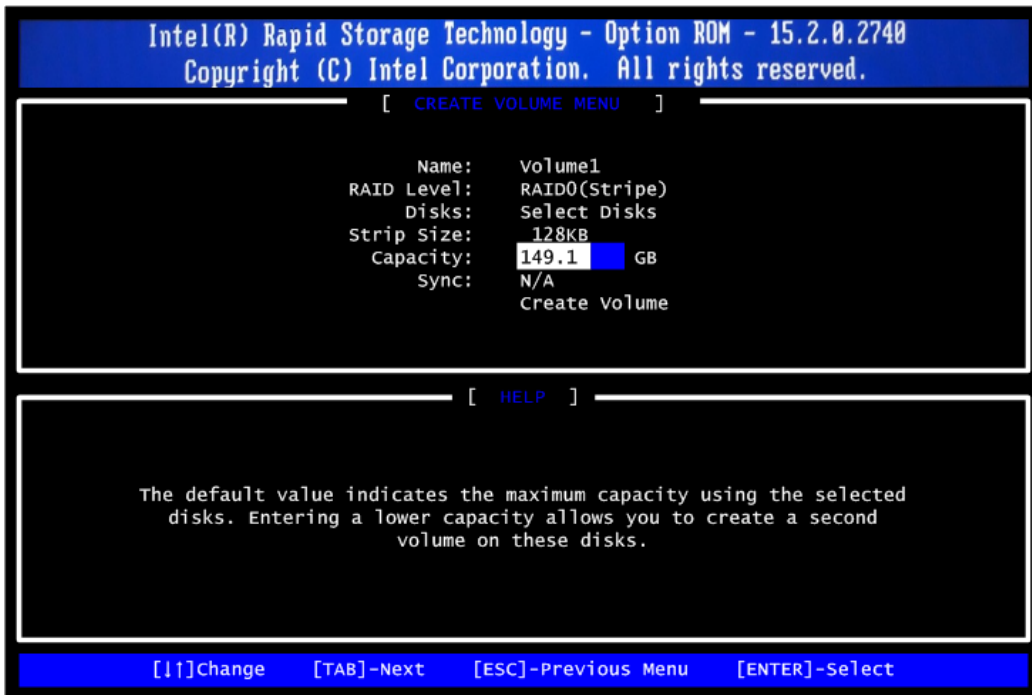 Intel(R) Rapid Storage Technology - Option ROM - 15.2.0.2740
Copyright (C) Intel Corporation. All rights reserved.
[ CREATE VOLUME MENU ]
Name: Volume1
RAID Level: RAID0(Stripe)
Disks: Select Disks
Strip Size: 128KB
Capacity: 149.1 GB
Sync: N/A
Create Volume
[ HELP ]
The default value indicates the maximum capacity using the selected
disks. Entering a lower capacity allows you to create a second
volume on these disks.
[↓↑]Change [TAB]-Next [ESC]-Previous Menu [ENTER]-Select